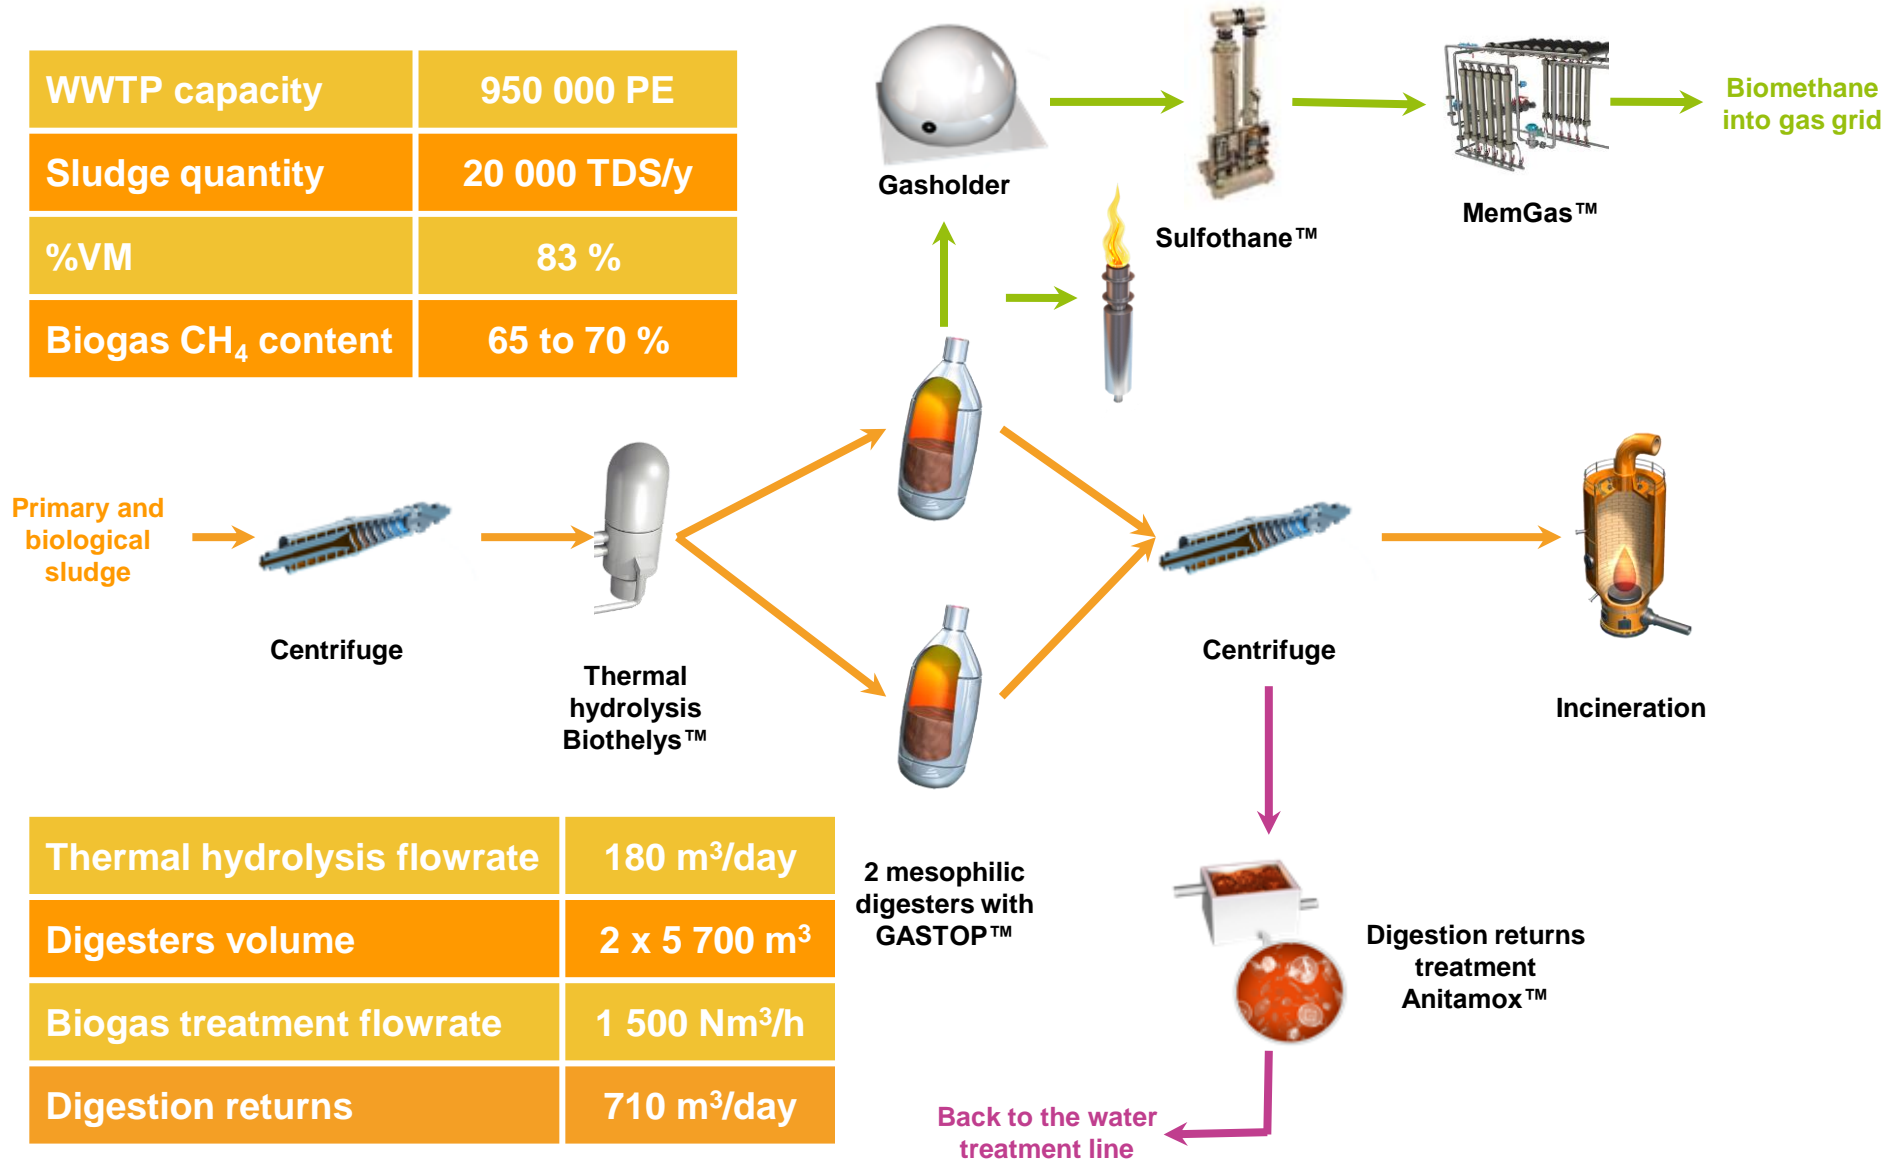 WWTP capacity 950 000 PE
Sludge quantity 20 000 TDS/y
%VM 83 %
Biogas CH₄ content 65 to 70 %
Gasholder
Sulfothane™
MemGas™
Biomethane
into gas grid
Primary and
biological
sludge
Centrifuge
Thermal
hydrolysis
Biothelys™
Centrifuge
Incineration
2 mesophilic
digesters with
GASTOP™
Thermal hydrolysis flowrate 180 m³/day
Digesters volume 2 x 5 700 m³
Biogas treatment flowrate 1 500 Nm³/h
Digestion returns 710 m³/day
Digestion returns
treatment
Anitamox™
Back to the water
treatment line